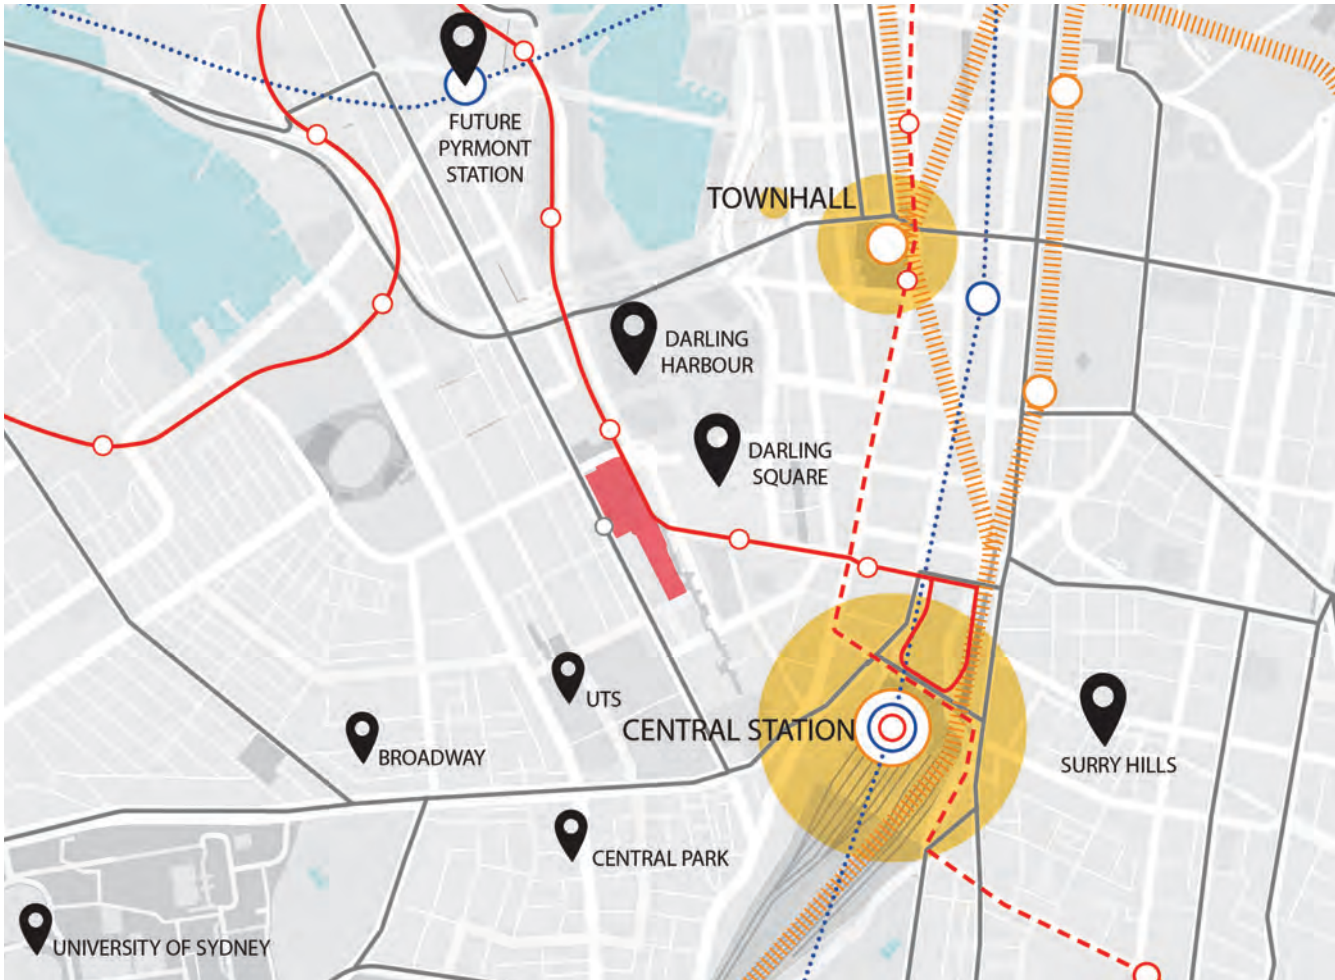 FUTURE
PYRMONT
STATION
TOWNHALL
DARLING
HARBOUR
DARLING
SQUARE
UTS
CENTRAL STATION
BROADWAY
SURRY HILLS
CENTRAL PARK
UNIVERSITY OF SYDNEY